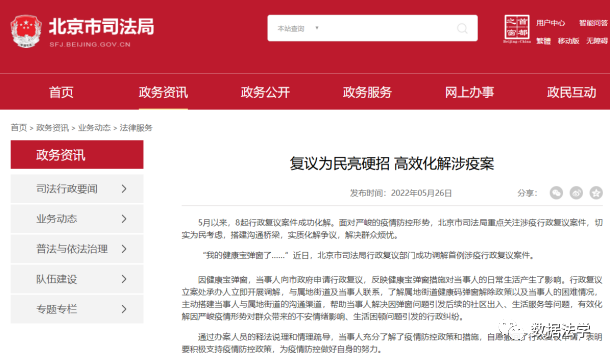 北京市司法局
SFJ.BEIJING.GOV.CN
本站查询
首都之窗
Beijing-China
用户中心 智能问答
繁體 移动版 无障碍
首页 政务资讯 政务公开 政务服务 网上办事 政民互动
首页 > 政务资讯 > 业务动态 > 法律服务
政务资讯
司法行政要闻
业务动态
普法与依法治理
队伍建设
专题专栏
复议为民亮硬招 高效化解涉疫案
发布时间：2022年05月26日
分享：
5月以来，8起行政复议案件成功化解。面对严峻的疫情防控形势，北京市司法局重点关注涉疫行政复议案件，切
实为民考虑，搭建沟通桥梁，实质化解争议，解决群众烦忧。
“我的健康宝弹窗了……”近日，北京市司法局行政复议部门成功调解首例涉疫行政复议案件。
因健康宝弹窗，当事人向市政府申请行政复议，反映健康宝弹窗措施对当事人的日常生活产生了影响。行政复议
立案处承办人立即开展调解，与属地街道及当事人联系，了解属地街道健康码弹窗解除政策以及当事人的困难情况，
主动搭建当事人与属地街道的沟通渠道，帮助当事人解决因弹窗问题引发后续的社区出入、生活服务等问题，有效化
解因严峻疫情形势对群众带来的不安情绪影响、生活困顿问题引发的行政纠纷。
通过办案人员的释法说理和情理疏导，当事人充分了解了疫情防控政策和措施，自愿撤回了行政复议申请，表明
要积极支持疫情防控政策，为疫情防控做好自身的努力。
数据法学